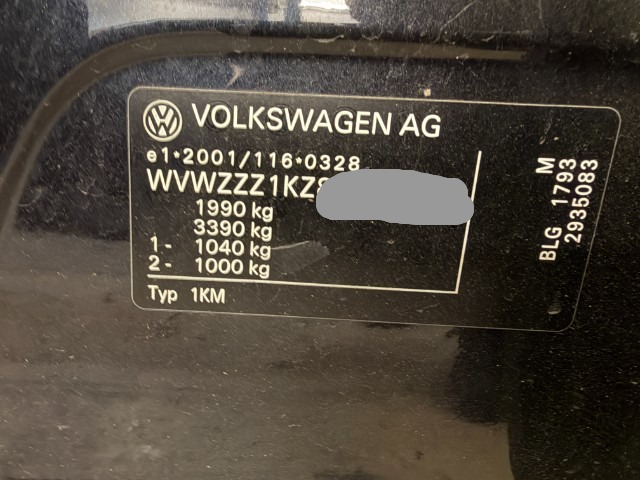 VOLKSWAGEN AG
e1*2001/116*0328
WVWZZZ1KZ
1990 kg
3390 kg
1- 1040 kg
2- 1000 kg
Typ 1KM
M
BLG 1793
2935083